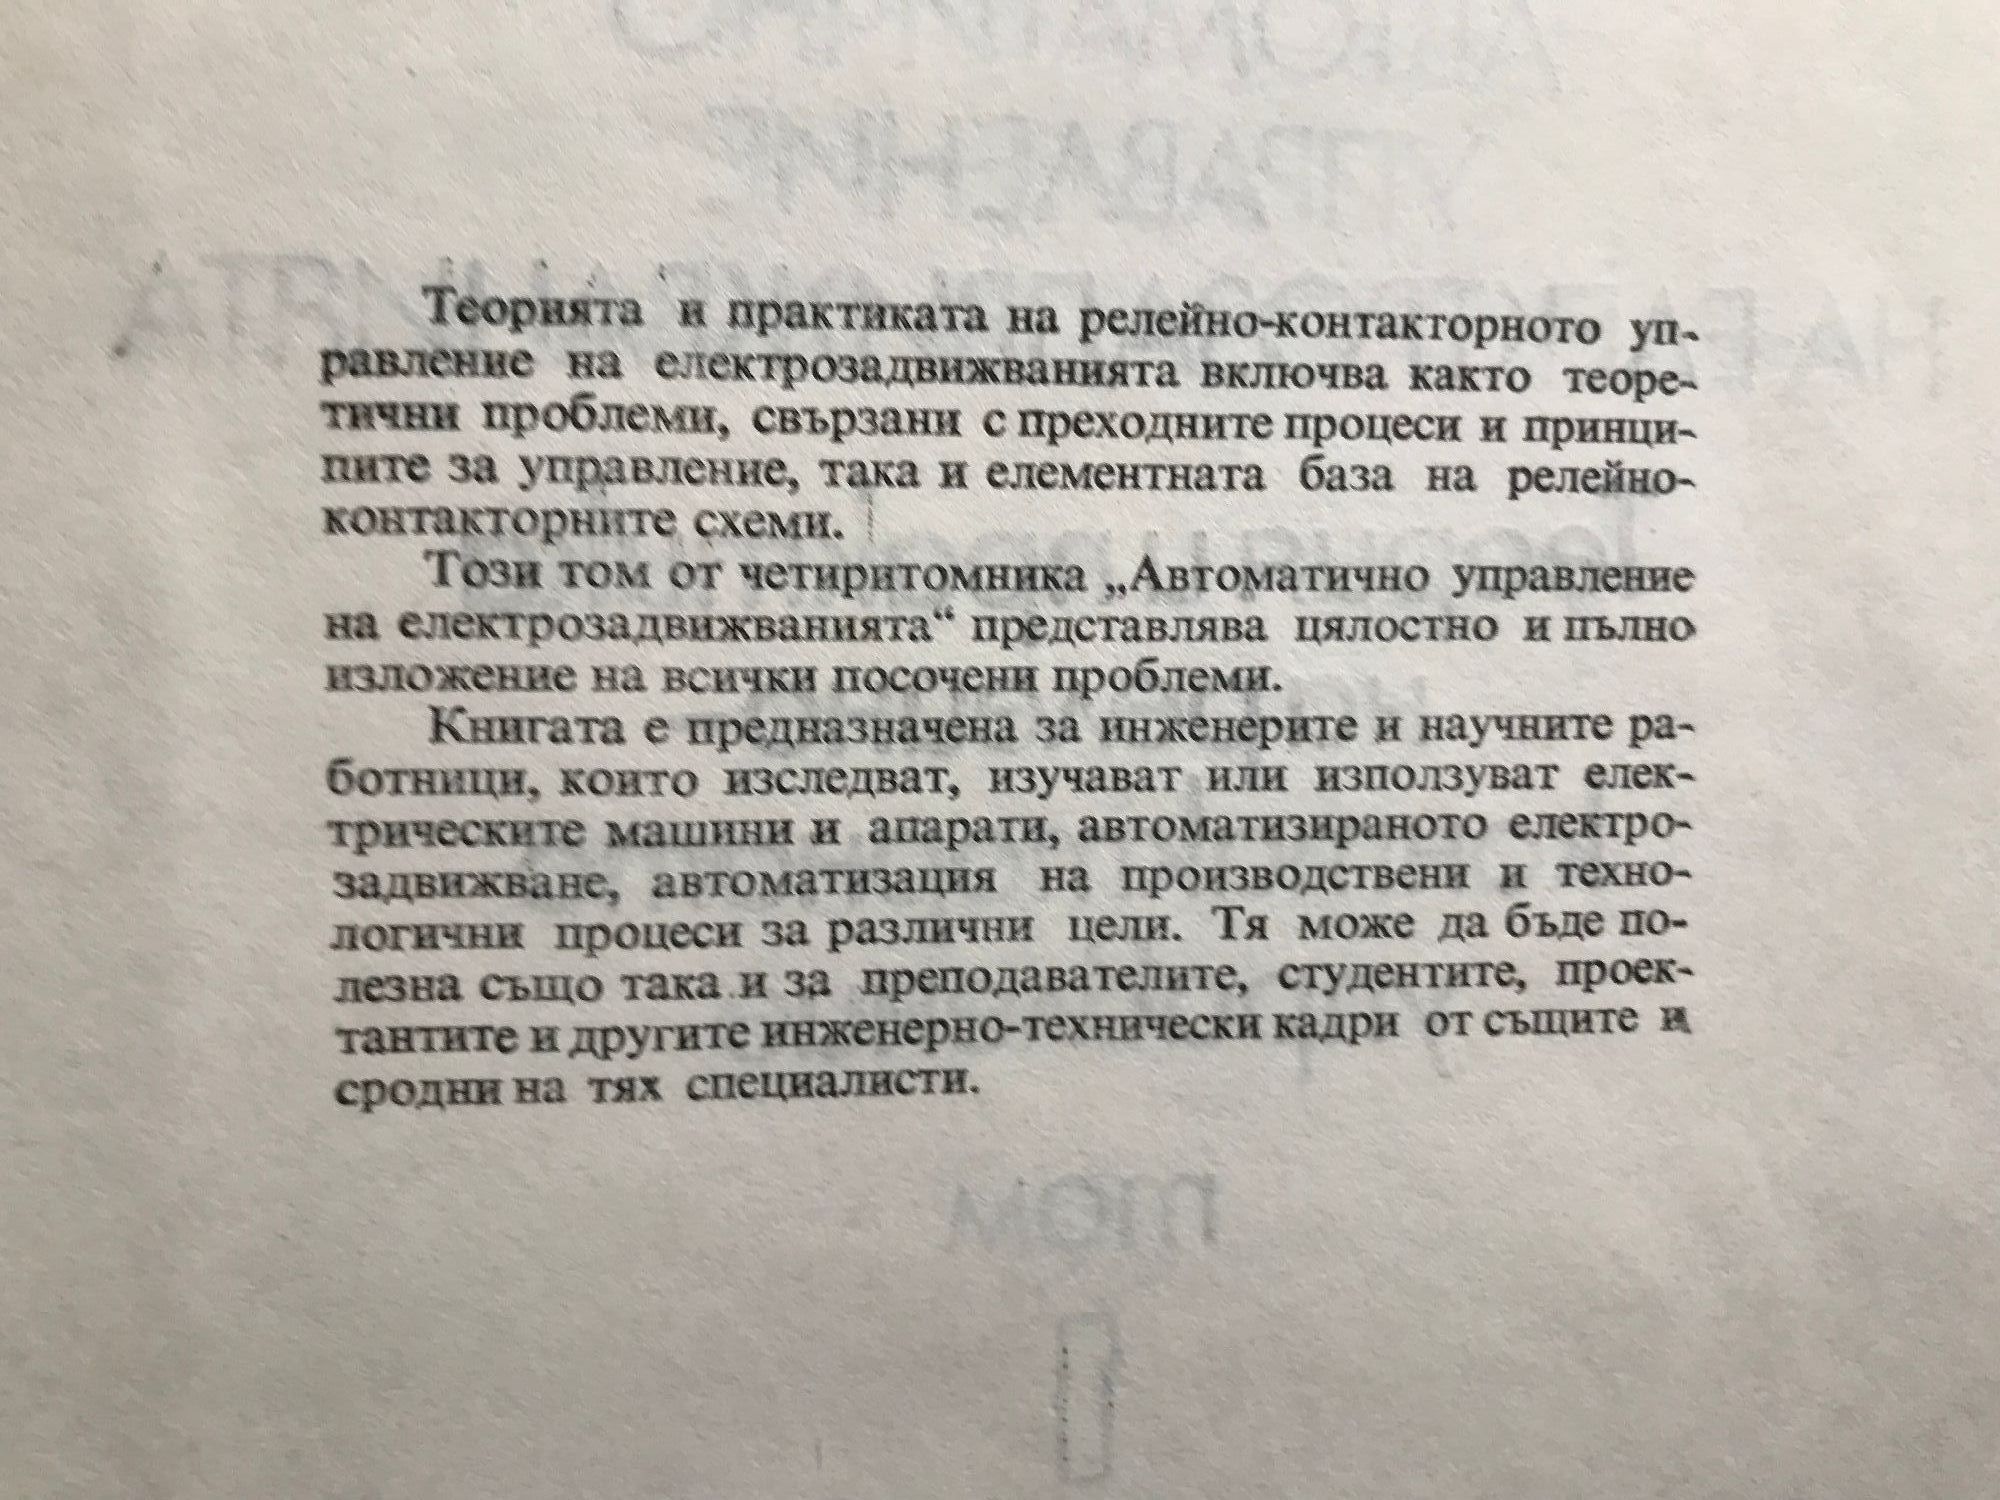 Теорията и практиката на релейно-контакторното уп-
равление на електрозадвижванията включва както теоре-
тични проблеми, свързани с преходните процеси и принци-
пите за управление, така и елементната база на релейно-
контакторните схеми.
Този том от четиритомника „Автоматично управление
на електрозадвижванията“ представлява цялостно и пълно
изложение на всички посочени проблеми.
Книгата е предназначена за инженерите и научните ра-
ботници, които изследват, изучават или използуват елек-
трическите машини и апарати, автоматизираното електро-
задвижване, автоматизация на производствени и техно-
логични процеси за различни цели. Тя може да бъде по-
лезна също така и за преподавателите, студентите, проек-
тантите и другите инженерно-технически кадри от същите и
сродни на тях специалисти.